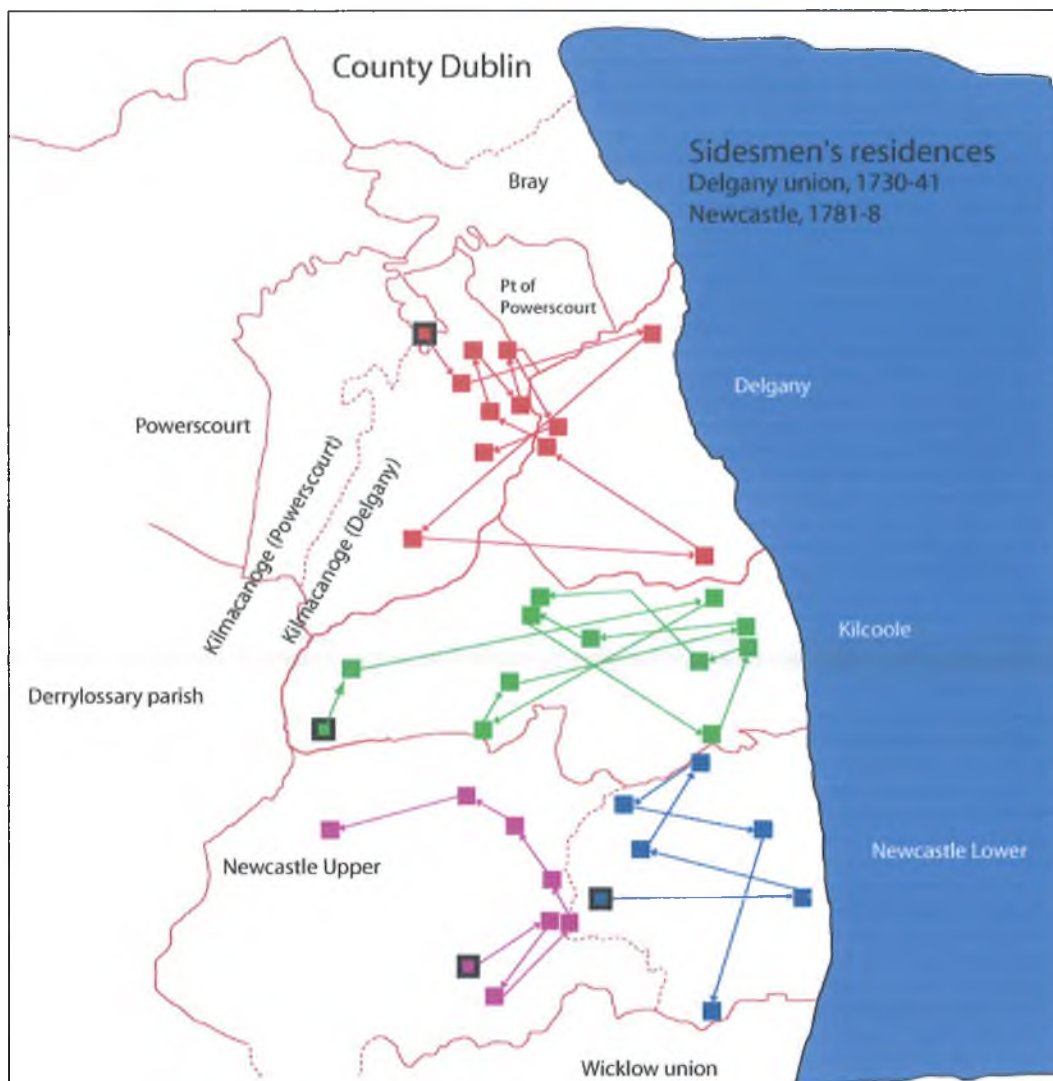 County Dublin
Sidesmen's residences
Delgany union, 1730-41
Newcastle, 1781-8
Bray
Pt of
Powerscourt
Delgany
Powerscourt
Kilmacanoge (Powerscourt)
Kilmacanoge (Delgany)
Kilcoole
Derrylossary parish
Newcastle Upper
Newcastle Lower
Wicklow union